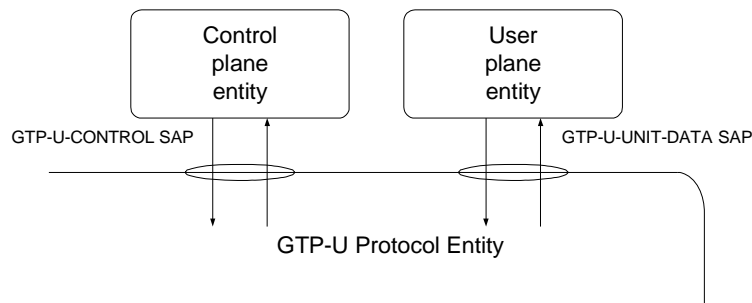 Control
plane
entity
User
plane
entity
GTP-U-CONTROL SAP
GTP-U-UNIT-DATA SAP
GTP-U Protocol Entity